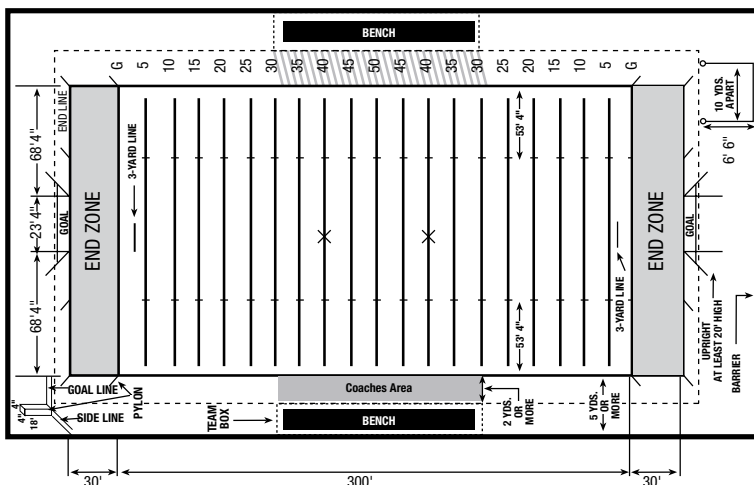 BENCH
G 5 10 15 20 25 30 35 40 45 50 45 40 35 30 25 20 15 10 5 G
END LINE
68'4"
23'4"
68'4"
GOAL
END ZONE
3-YARD LINE
53' 4"
53' 4"
3-YARD LINE
END ZONE
GOAL
10 YDS.
APART
6' 6"
UPRIGHT
AT LEAST 20' HIGH
BARRIER
GOAL LINE
PYLON
SIDE LINE
4"
4"
18'
TEAM
BOX
Coaches Area
BENCH
2 YDS.
OR
MORE
5 YDS.
OR
MORE
30'
300'
30'